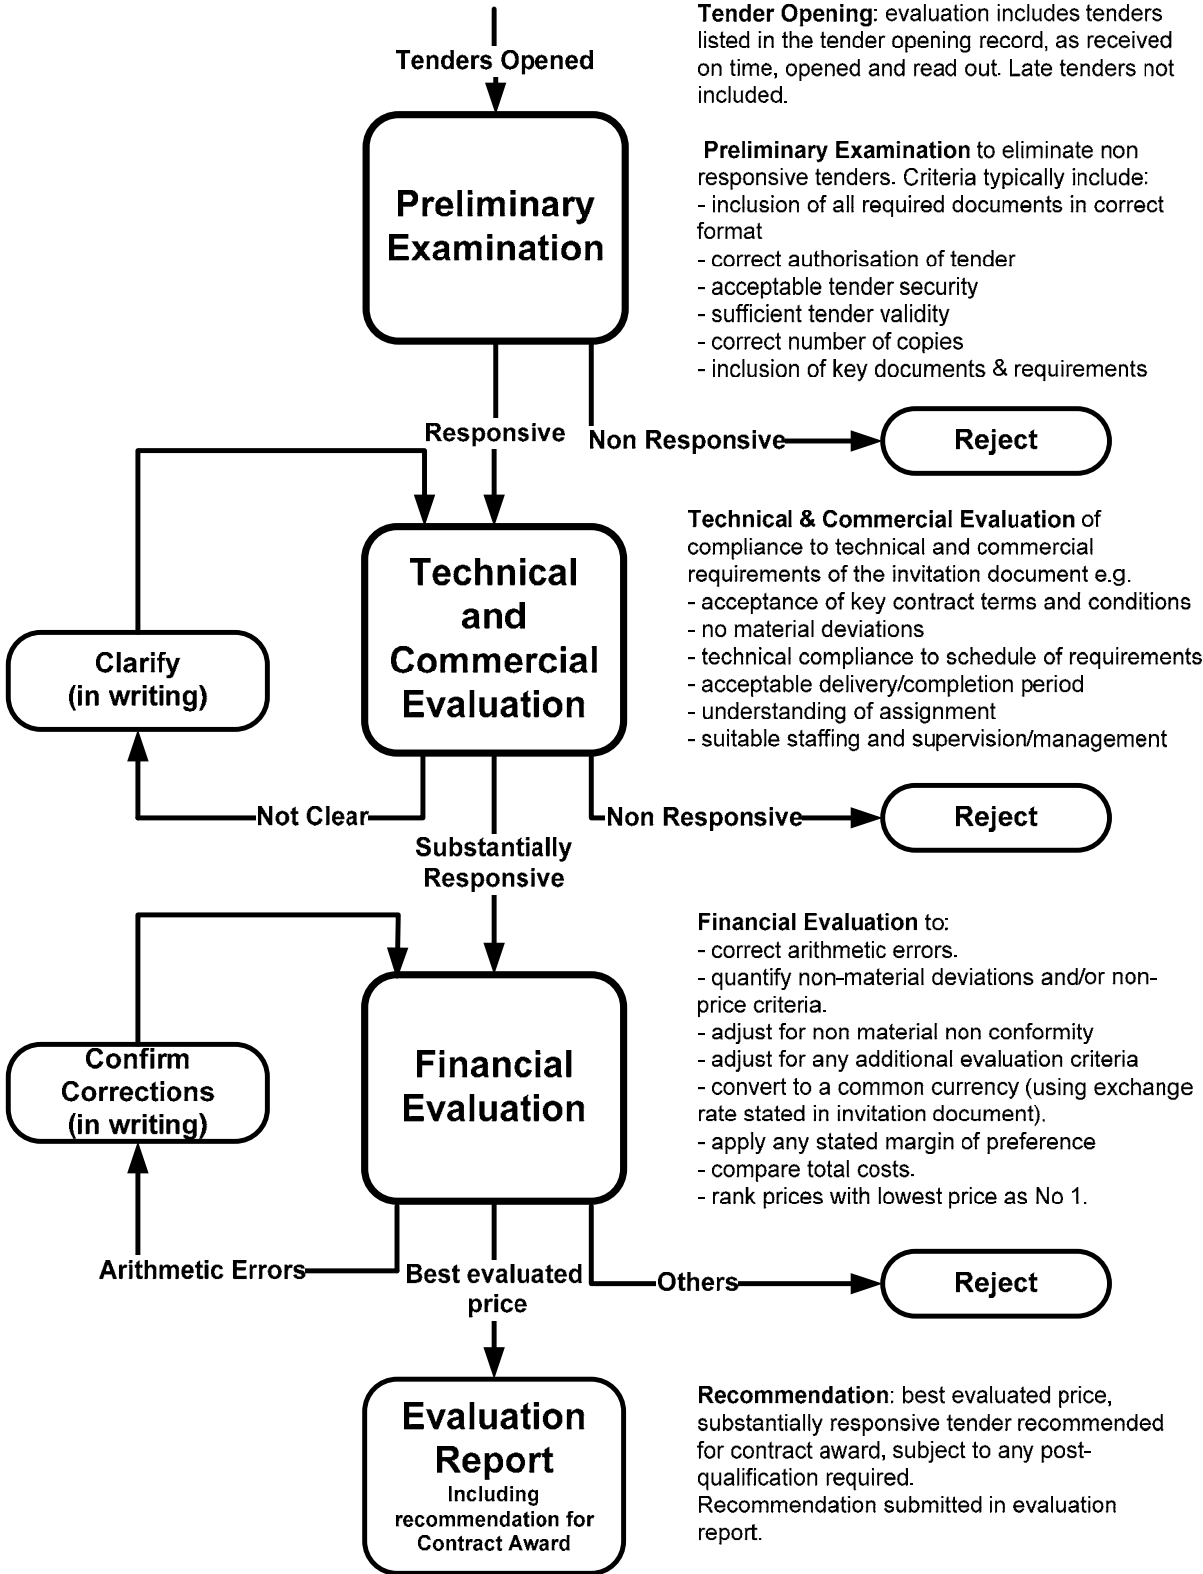 Tender Opening: evaluation includes tenders
listed in the tender opening record, as received
on time, opened and read out. Late tenders not
included.
Tenders Opened
Preliminary Examination to eliminate non
responsive tenders. Criteria typically include:
- inclusion of all required documents in correct
format
- correct authorisation of tender
- acceptable tender security
- sufficient tender validity
- correct number of copies
- inclusion of key documents & requirements
Preliminary
Examination
Responsive
Non Responsive
Reject
Technical & Commercial Evaluation of
compliance to technical and commercial
requirements of the invitation document e.g.
- acceptance of key contract terms and conditions
- no material deviations
- technical compliance to schedule of requirements
- acceptable delivery/completion period
- understanding of assignment
- suitable staffing and supervision/management
Technical
and
Commercial
Evaluation
Clarify
(in writing)
Not Clear
Non Responsive
Reject
Substantially
Responsive
Financial Evaluation to:
- correct arithmetic errors.
- quantify non-material deviations and/or non-
price criteria.
- adjust for non material non conformity
- adjust for any additional evaluation criteria
- convert to a common currency (using exchange
rate stated in invitation document).
- apply any stated margin of preference
- compare total costs.
- rank prices with lowest price as No 1.
Financial
Evaluation
Confirm
Corrections
(in writing)
Arithmetic Errors
Best evaluated
price
Others
Reject
Evaluation
Report
Including
recommendation for
Contract Award
Recommendation: best evaluated price,
substantially responsive tender recommended
for contract award, subject to any post-
qualification required.
Recommendation submitted in evaluation
report.